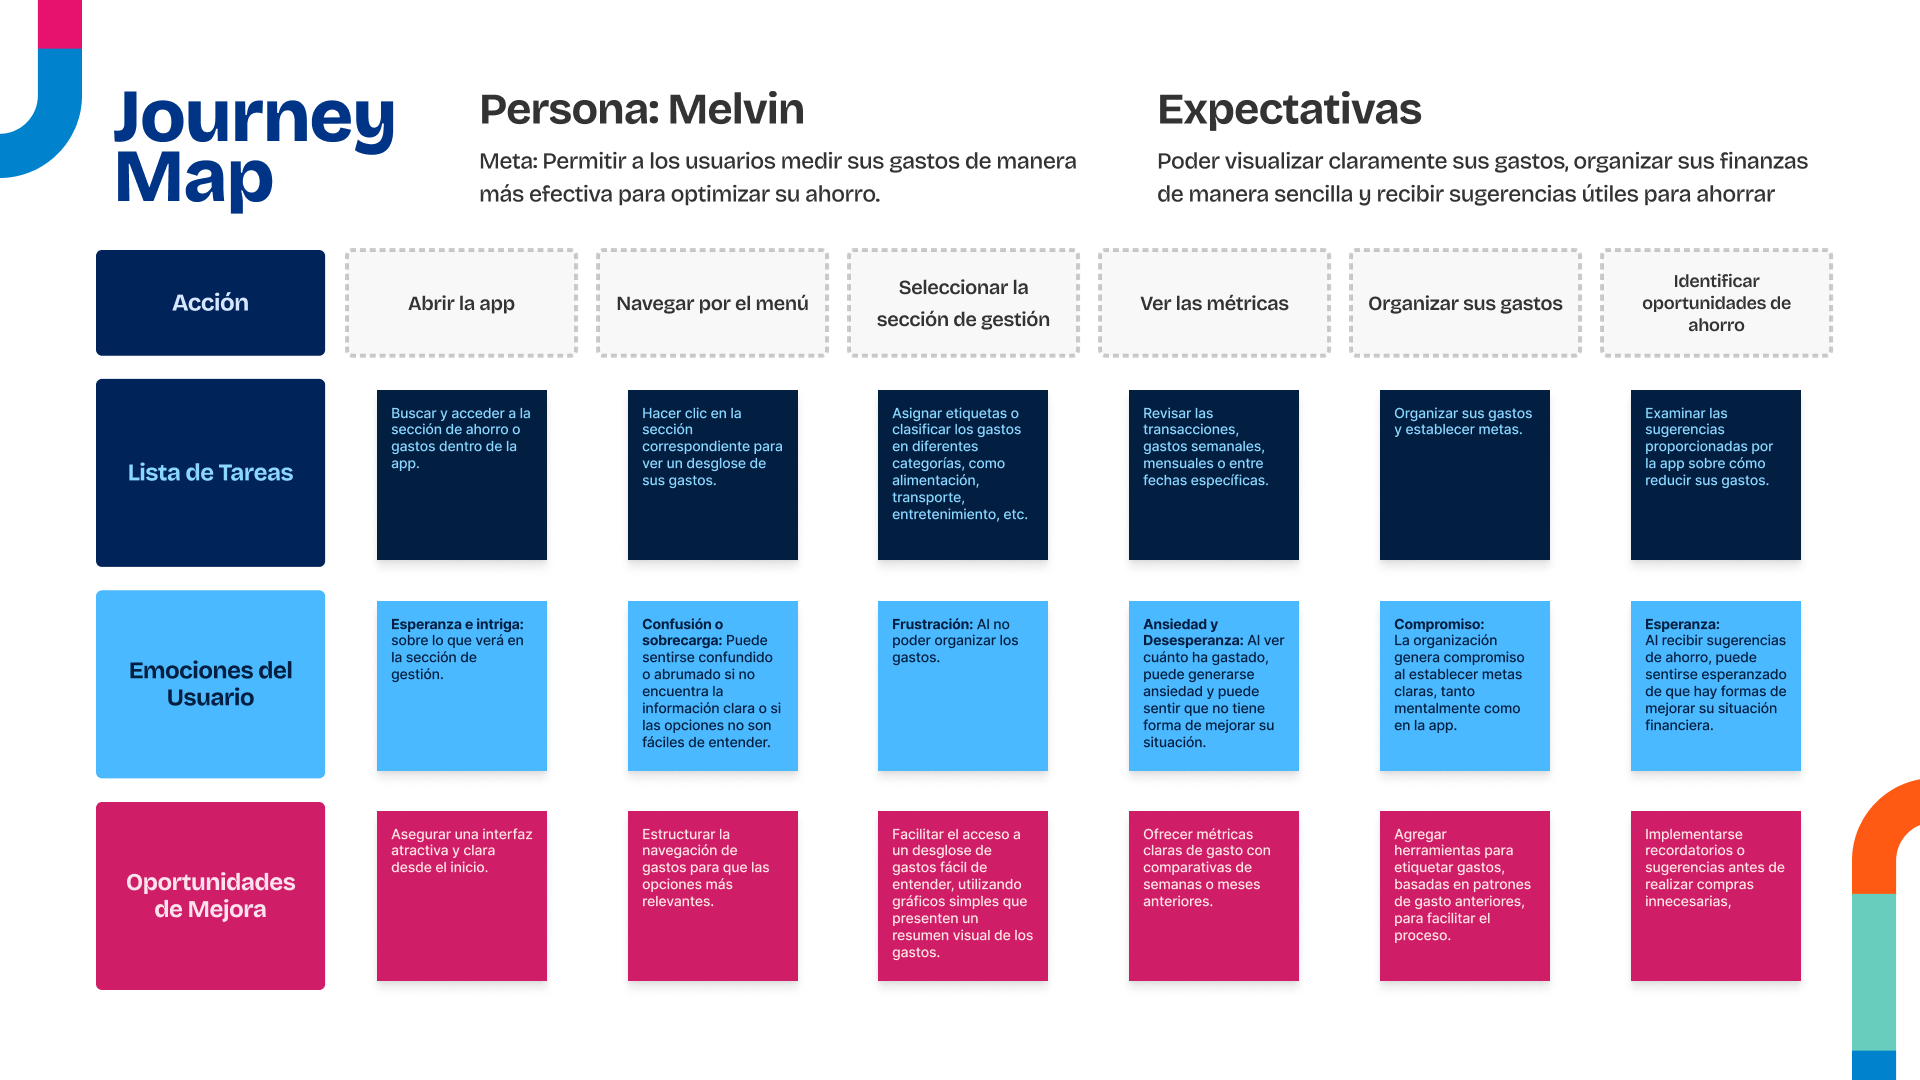 Journey
Map
Persona: Melvin
Meta: Permitir a los usuarios medir sus gastos de manera
más efectiva para optimizar su ahorro.
Expectativas
Poder visualizar claramente sus gastos, organizar sus finanzas
de manera sencilla y recibir sugerencias útiles para ahorrar
Acción
Abrir la app
Navegar por el menú
Seleccionar la
sección de gestión
Ver las métricas
Organizar sus gastos
Identificar
oportunidades de
ahorro
Lista de Tareas
Buscar y acceder a la
sección de ahorro o
gastos dentro de la
app.
Hacer clic en la
sección
correspondiente para
ver un desglose de
sus gastos.
Asignar etiquetas o
clasificar los gastos
en diferentes
categorías, como
alimentación,
transporte,
entretenimiento, etc.
Revisar las
transacciones,
gastos semanales,
mensuales o entre
fechas específicas.
Organizar sus gastos
y establecer metas.
Examinar las
sugerencias
proporcionadas por
la app sobre cómo
reducir sus gastos.
Emociones del
Usuario
Esperanza e intriga:
sobre lo que verá en
la sección de
gestión.
Confusión o
sobrecarga: Puede
sentirse confundido
o abrumado si no
encuentra la
información clara o si
las opciones no son
fáciles de entender.
Frustración: Al no
poder organizar los
gastos.
Ansiedad y
Desesperanza: Al ver
cuánto ha gastado,
puede generarse
ansiedad y puede
sentir que no tiene
forma de mejorar su
situación.
Compromiso:
La organización
genera compromiso
al establecer metas
claras, tanto
mentalmente como
en la app.
Esperanza:
Al recibir sugerencias
de ahorro, puede
sentirse esperanzado
de que hay formas de
mejorar su situación
financiera.
Oportunidades
de Mejora
Asegurar una interfaz
atractiva y clara
desde el inicio.
Estructurar la
navegación de
gastos para que las
opciones más
relevantes.
Facilitar el acceso a
un desglose de
gastos fácil de
entender, utilizando
gráficos simples que
presenten un
resumen visual de los
gastos.
Ofrecer métricas
claras de gasto con
comparativas de
semanas o meses
anteriores.
Agregar
herramientas para
etiquetar gastos,
basadas en patrones
de gasto anteriores,
para facilitar el
proceso.
Implementarse
recordatorios o
sugerencias antes de
realizar compras
innecesarias,